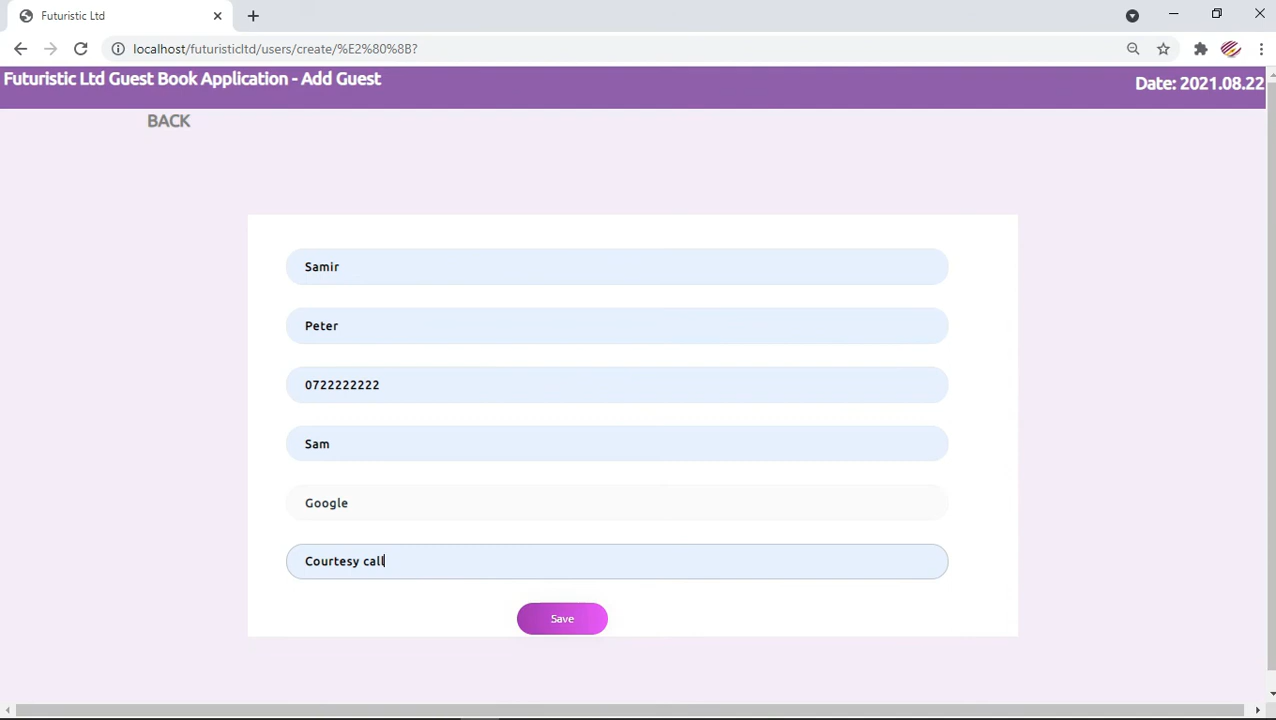 Futuristic Ltd
localhost/futuristicltd/users/create/%E2%80%8B?
Futuristic Ltd Guest Book Application - Add Guest
Date: 2021.08.22
BACK
Samir
Peter
0722222222
Sam
Google
Courtesy call
Save